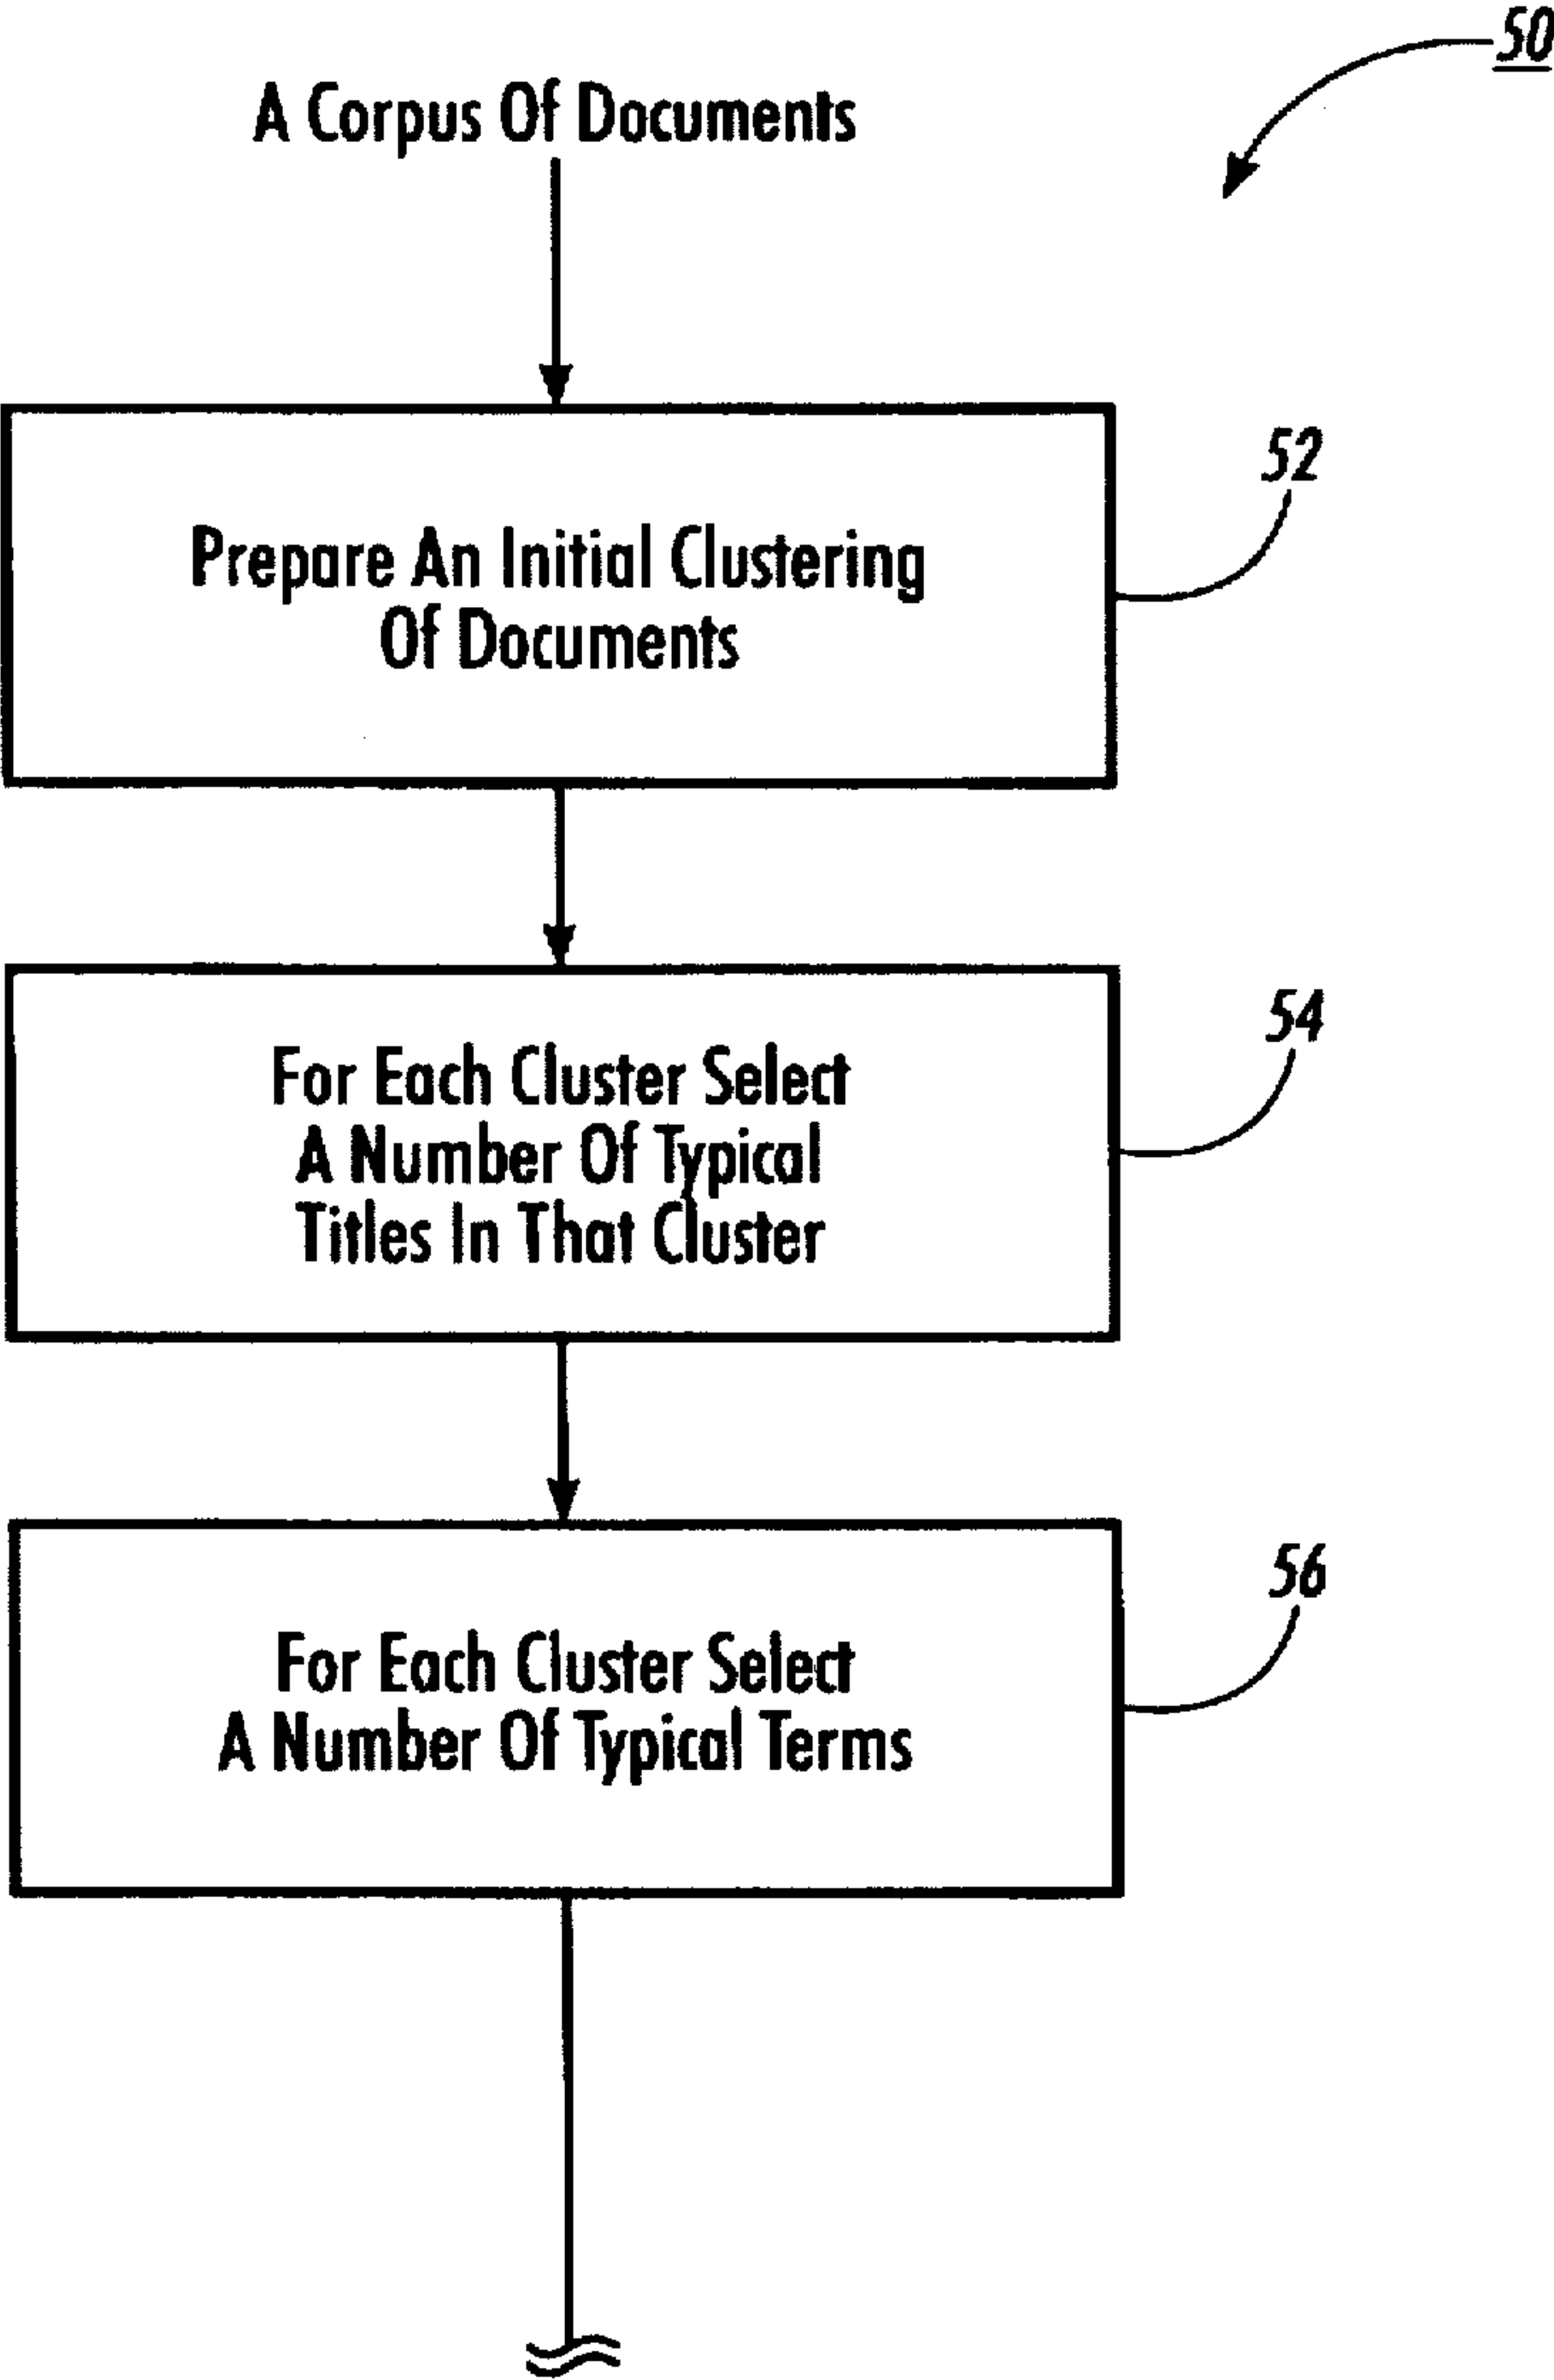 50
A Corpus Of Documents
52
Prepare An Initial Clustering
Of Documents
54
For Each Cluster Select
A Number Of Typical
Titles In That Cluster
56
For Each Cluster Select
A Number Of Typical Terms